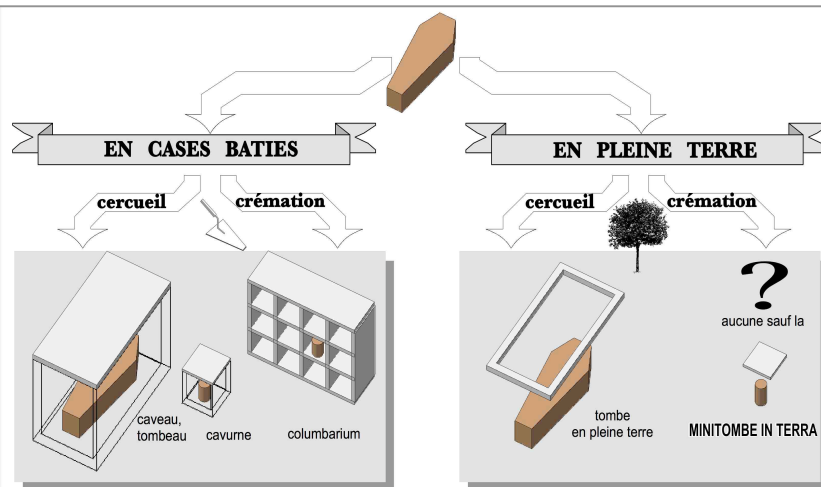 EN CASES BATIES
cercueil
crémation
caveau,
tombeau
cavurne
columbarium
EN PLEINE TERRE
cercueil
crémation
?
aucune sauf la
tombe
en pleine terre
MINITOMBE IN TERRA